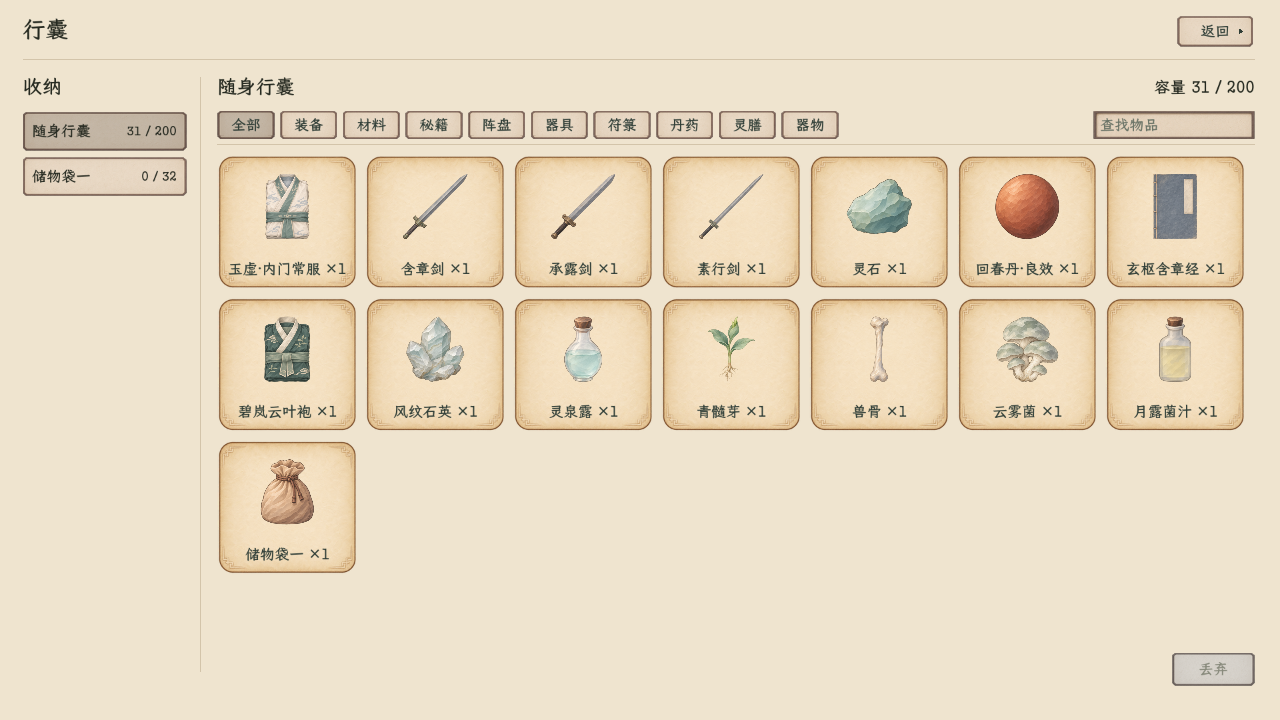 行囊
返回
收纳
随身行囊 31 / 200
储物袋一 0 / 32
随身行囊
容量 31 / 200
全部 装备 材料 秘籍 阵盘 器具 符箓 丹药 灵膳 器物
查找物品
玉虚·内门常服 ×1
含章剑 ×1
承露剑 ×1
素行剑 ×1
灵石 ×1
回春丹·良效 ×1
玄枢含章经 ×1
碧岚云叶袍 ×1
风纹石英 ×1
灵泉露 ×1
青髓芽 ×1
兽骨 ×1
云雾菌 ×1
月露菌汁 ×1
储物袋一 ×1
丢弃